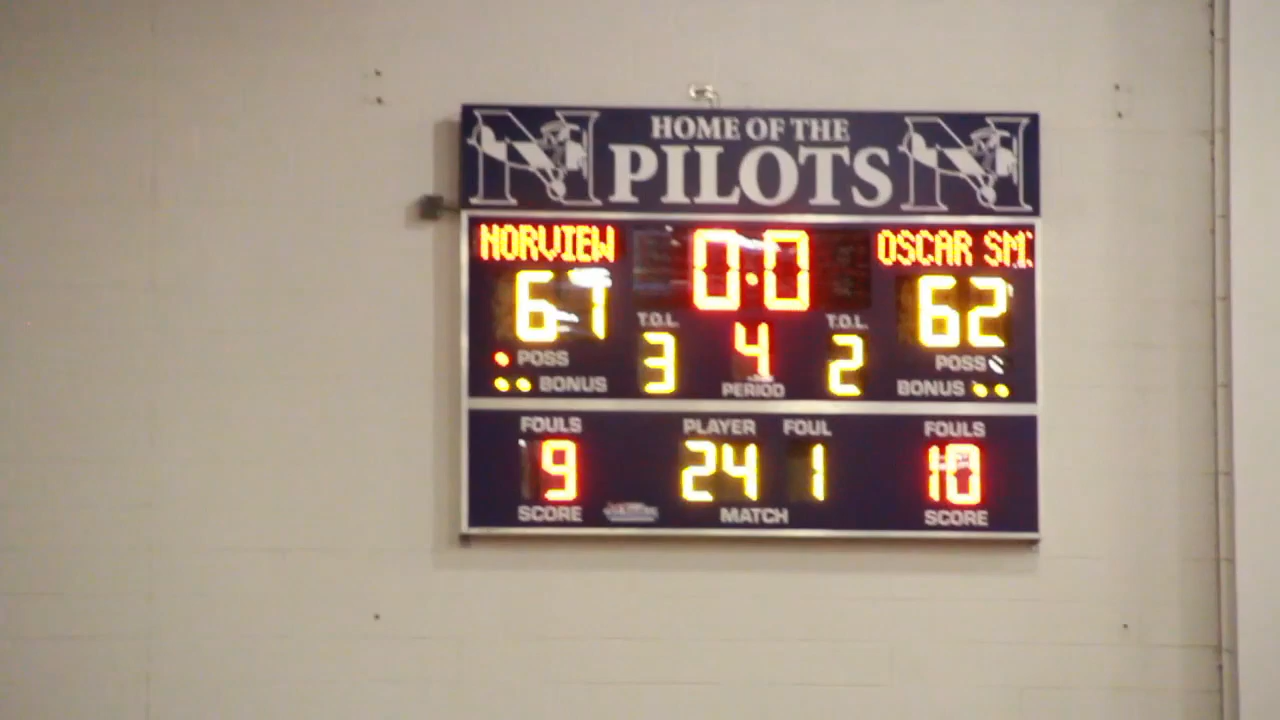 HOME OF THE
PILOTS
NORVIEW 0.0 OSCAR SM
67 62
T.O.L. T.O.L.
3 4 2
POSS POSS
BONUS PERIOD BONUS
FOULS PLAYER FOUL FOULS
9 24 1 10
SCORE MATCH SCORE